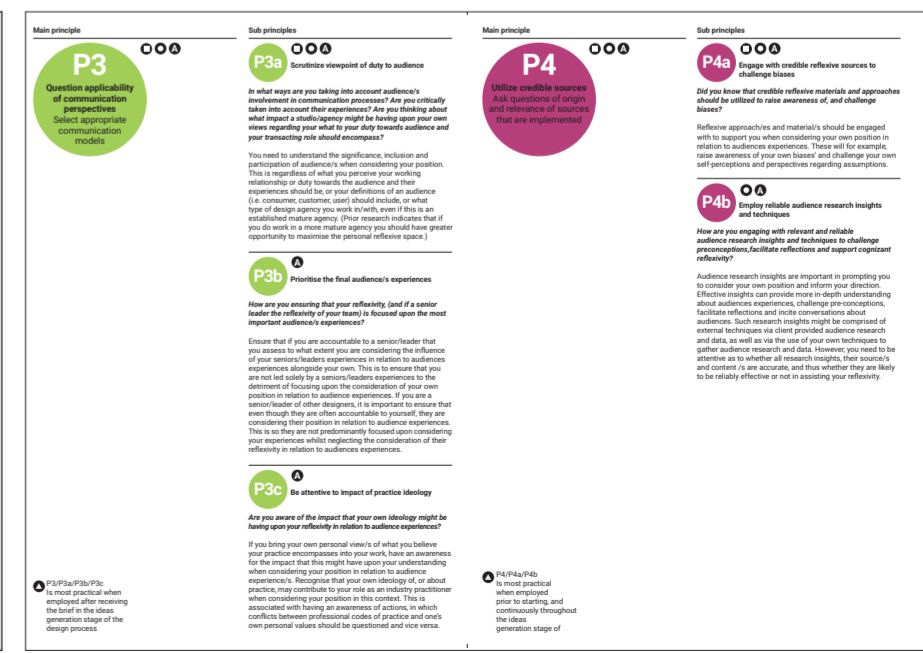 Main principle
P3
Question applicability
of communication
perspectives
Select appropriate
communication
models
A
P3/P3a/P3b/P3c
Is most practical
when employed after receiving
the brief in the ideas
generation stage of the
design process
Sub principles
P3a
A
Scrutinize viewpoint of duty to audience
In what ways are you taking into account audience/s
involvement in communication processes? Are you critically
taken into account their experiences? Are you thinking about
what impact a studio/agency might be having upon your own
views regarding your what to your duty towards audience and
your transacting role should encompass?
You need to understand the significance, inclusion and
participation of audience/s when considering your position.
This is regardless of what you perceive your working
relationship or duty towards the audience and their
experiences should be, or your definitions of an audience
(i.e. consumer, customer, user) should include, or what
type of design agency you work in/with, even if this is an
established mature agency. (Prior research indicates that if
you do work in a more mature agency you should have greater
opportunity to maximise the personal reflexive space.)
P3b
A
Prioritise the final audience/s experiences
How are you ensuring that your reflexivity, (and if a senior
leader the reflexivity of your team) is focused upon the most
important audience/s experiences?
Ensure that if you are accountable to a senior/leader that
you assess to what extent you are considering the influence
of your seniors/leaders experiences in relation to audiences
experiences alongside your own. This is to ensure that you
are not led solely by a seniors/leaders experiences to the
detriment of focusing upon the consideration of your own
position in relation to audience experiences. If you are a
senior/leader of other designers, it is important to ensure that
even though they are often accountable to yourself, they are
considering their position in relation to audience experiences.
This is so they are not predominantly focused upon considering
your experiences whilst neglecting the consideration of their
reflexivity in relation to audiences experiences.
P3c
A
Be attentive to impact of practice ideology
Are you aware of the impact that your own ideology might be
having upon your reflexivity in relation to audience experiences?
If you bring your own personal view/s of what you believe
your practice encompasses into your work, have an awareness
for the impact that this might have upon your understanding
when considering your position in relation to audience
experience/s. Recognise that your own ideology of, or about
practice, may contribute to your role as an industry practitioner
when considering your position in this context. This is
associated with having an awareness of actions, in which
conflicts between professional codes of practice and one's
own personal values should be questioned and vice versa.
Main principle
P4
Utilize credible sources
Ask questions of origin
and relevance of sources
that are implemented
A
P4/P4a/P4b
Is most practical
when employed
prior to starting, and
continuously throughout
the ideas
generation stage of
Sub principles
P4a
A
Engage with credible reflexive sources to
challenge biases
Did you know that credible reflexive materials and approaches
should be utilized to raise awareness of, and challenge
biases?
Reflexive approach/es and material/s should be engaged
with to support you when considering your own position in
relation to audiences experiences. These will for example,
raise awareness of your own biases' and challenge your own
self-perceptions and perspectives regarding assumptions.
P4b
A
Employ reliable audience research insights
and techniques
How are you engaging with relevant and reliable
audience research insights and techniques to challenge
preconceptions,facilitate reflections and support cognizant
reflexivity?
Audience research insights are important in prompting you
to consider your own position and inform your direction.
Effective insights can provide more in-depth understanding
about audiences experiences, challenge pre-conceptions,
facilitate reflections and incite conversations about
audiences. Such research insights might be comprised of
external techniques via client provided audience research
and data, as well as via the use of your own techniques to
gather audience research and data. However, you need to be
attentive as to whether all research insights, their source/s
and content /s are accurate, and thus whether they are likely
to be reliably effective or not in assisting your reflexivity.